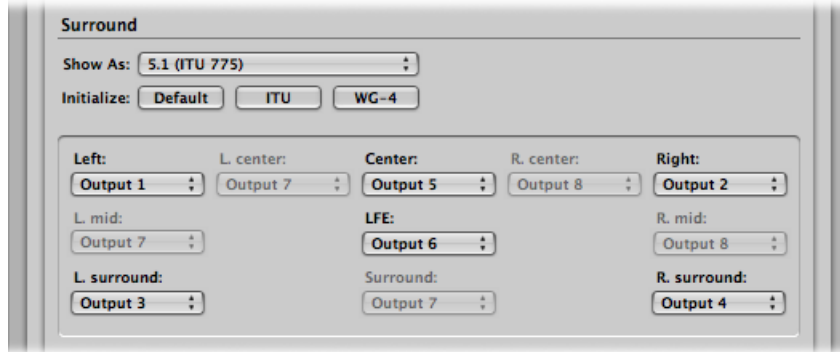 Surround
Show As: 5.1 (ITU 775)
Initialize: Default ITU WG-4
Left: L. center: Center: R. center: Right:
Output 1 Output 7 Output 5 Output 8 Output 2
L. mid: LFE: R. mid:
Output 7 Output 6 Output 8
L. surround: Surround: R. surround:
Output 3 Output 7 Output 4